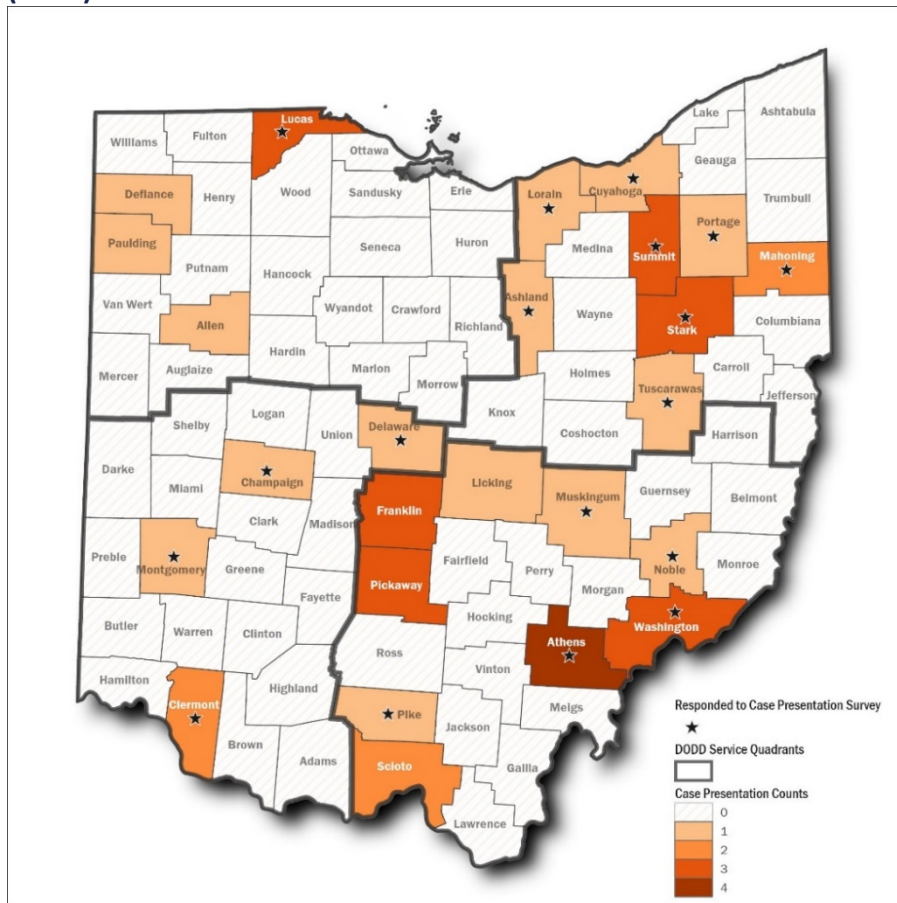 Lake
Ashtabula
Lucas
Fulton
Williams
Ottawa
Geauga
Erie
Cuyahoga
Lorain
Sandusky
Wood
Henry
Defiance
Trumbull
Portage
Huron
Seneca
Medina
Summit
Mahoning
Paulding
Putnam
Hancock
Ashland
Van Wert
Wyandot
Crawford
Wayne
Stark
Columbiana
Allen
Richland
Hardin
Marion
Mercer
Auglaize
Morrow
Holmes
Carroll
Tuscarawas
Jefferson
Knox
Logan
Shelby
Union
Delaware
Coshocton
Harrison
Darke
Champaign
Licking
Muskingum
Guernsey
Belmont
Miami
Franklin
Clark
Madison
Preble
Montgomery
Greene
Fairfield
Perry
Noble
Monroe
Pickaway
Morgan
Fayette
Butler
Warren
Clinton
Hocking
Washington
Athens
Ross
Vinton
Hamilton
Highland
Meigs
Clermont
Pike
Jackson
Brown
Adams
Scioto
Gallia
Lawrence
Responded to Case Presentation Survey
DODD Service Quadrants
Case Presentation Counts
0
1
2
3
4